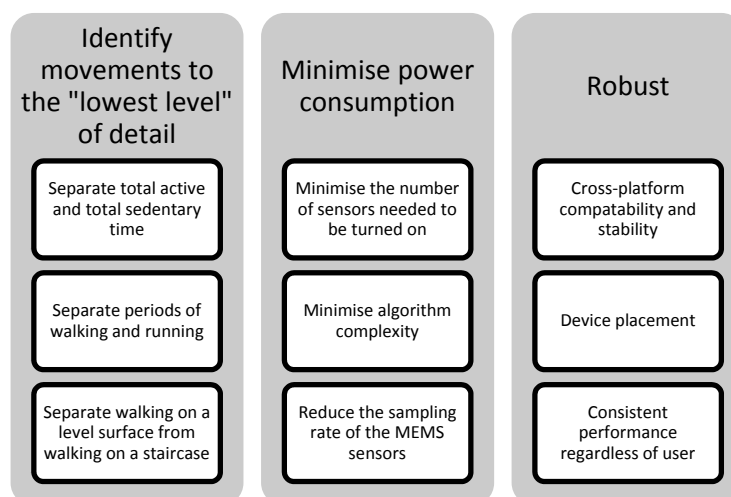 Identify
movements to
the "lowest level"
of detail
Separate total active
and total sedentary
time
Separate periods of
walking and running
Separate walking on a
level surface from
walking on a staircase
Minimise power
consumption
Minimise the number
of sensors needed to
be turned on
Minimise algorithm
complexity
Reduce the sampling
rate of the MEMS
sensors
Robust
Cross-platform
compatability and
stability
Device placement
Consistent
performance
regardless of user